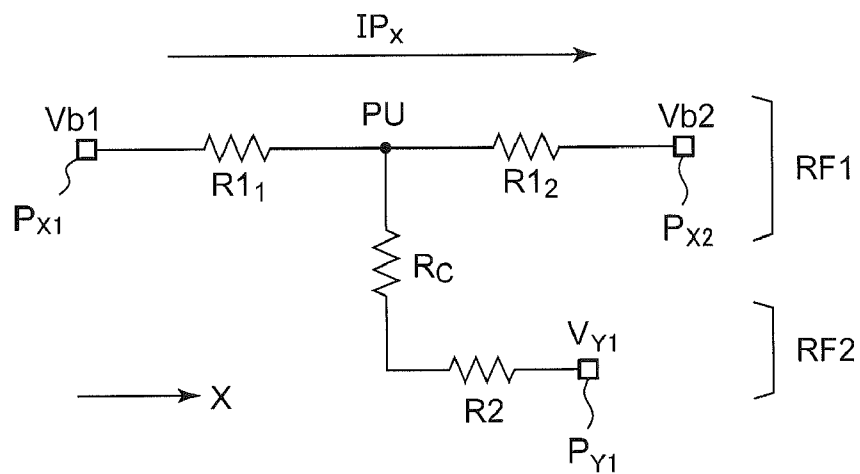 IPx
Vb1
PU
Vb2
R1₁
R1₂
RF1
PX1
PX2
RC
VY1
RF2
X
R2
PY1